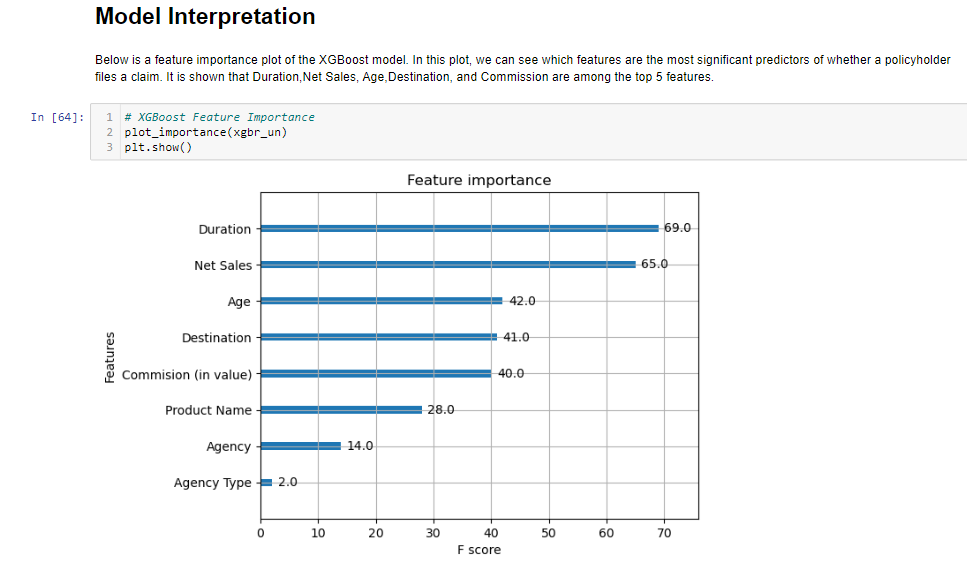 Model Interpretation
Below is a feature importance plot of the XGBoost model. In this plot, we can see which features are the most significant predictors of whether a policyholder
files a claim. It is shown that Duration,Net Sales, Age,Destination, and Commission are among the top 5 features.
In [64]:
1 # XGBoost Feature Importance
2 plot_importance(xgbr_un)
3 plt.show()
Feature importance
Duration 69.0
Net Sales 65.0
Age 42.0
Destination 41.0
Commision (in value) 40.0
Product Name 28.0
Agency 14.0
Agency Type 2.0
Features
0 10 20 30 40 50 60 70
F score